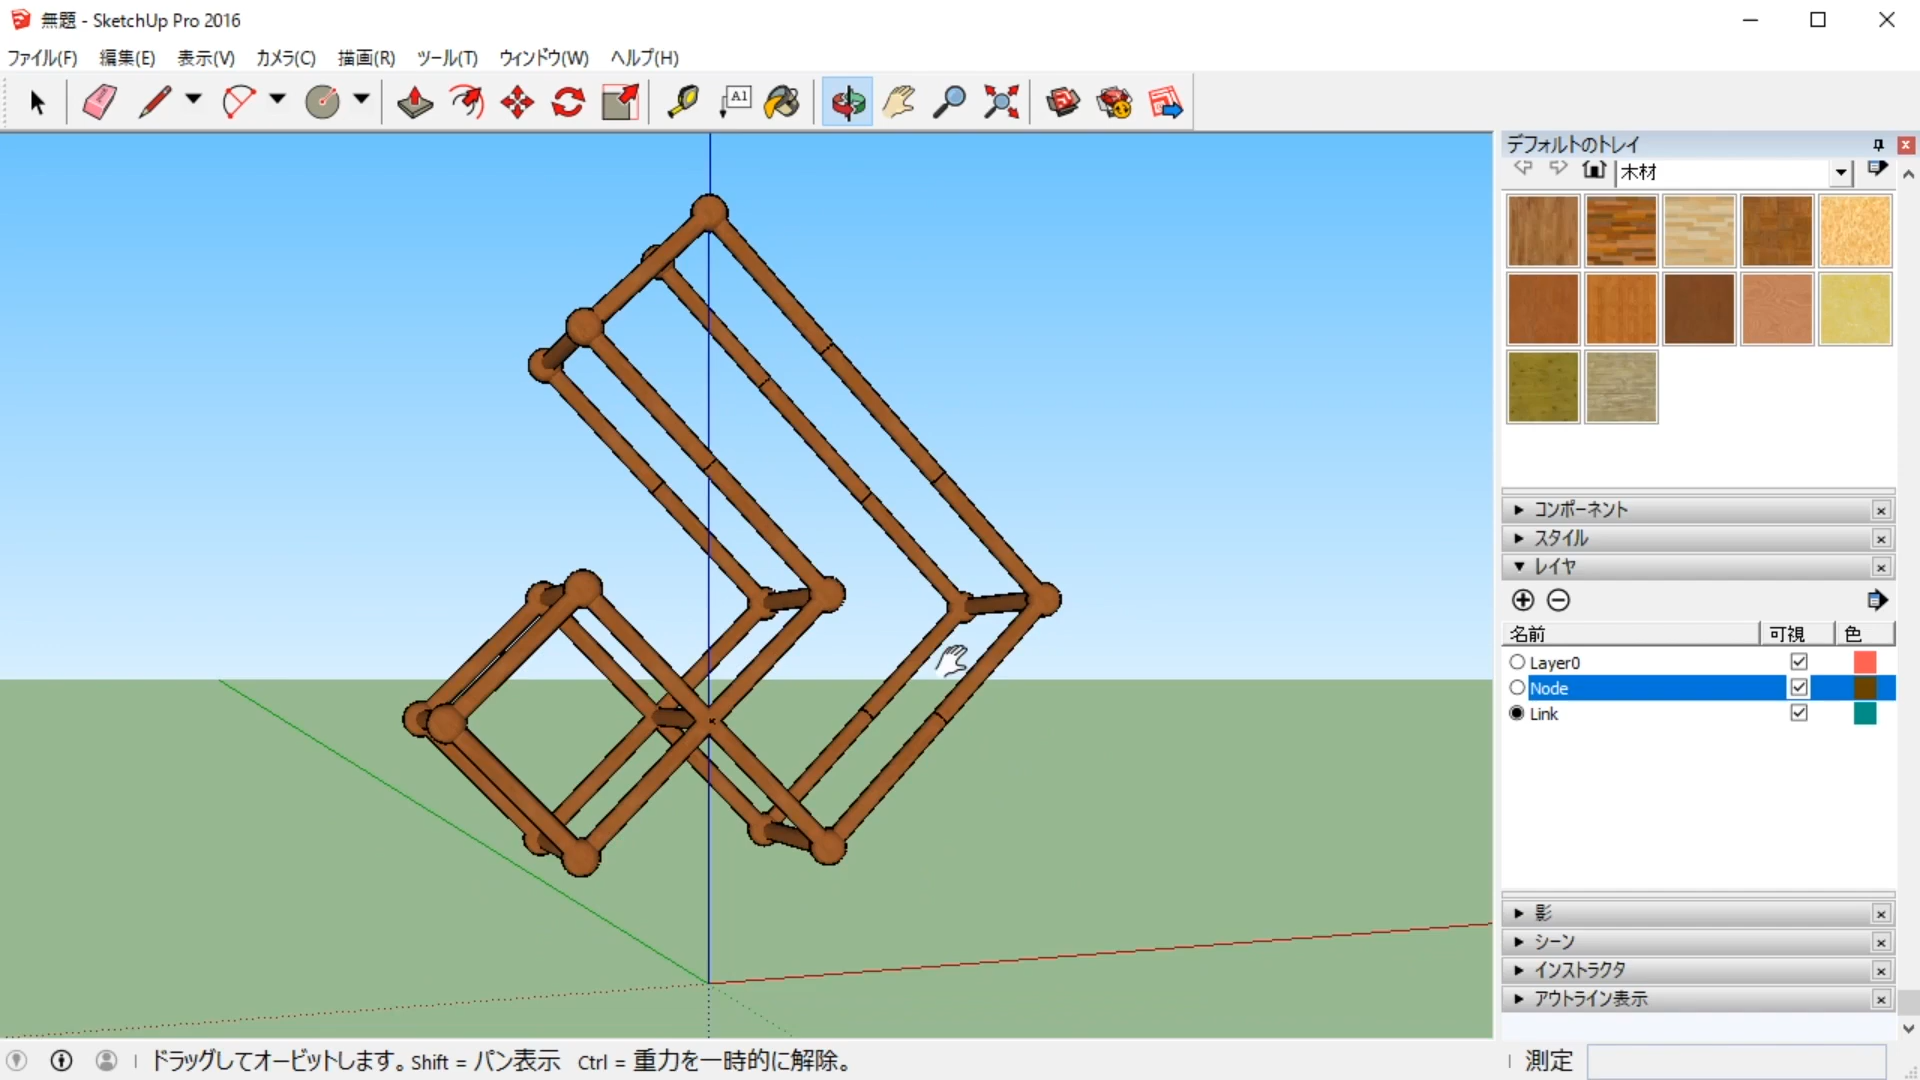 無題 - SketchUp Pro 2016
ファイル(F) 編集(E) 表示(V) カメラ(C) 描画(R) ツール(T) ウィンドウ(W) ヘルプ(H)
A1
デフォルトのトレイ
木材
コンポーネント
スタイル
レイヤ
名前 可視 色
Layer0
Node
Link
影
シーン
インストラクタ
アウトライン表示
ドラッグしてオービットします。Shift = パン表示 Ctrl = 重力を一時的に解除。
測定